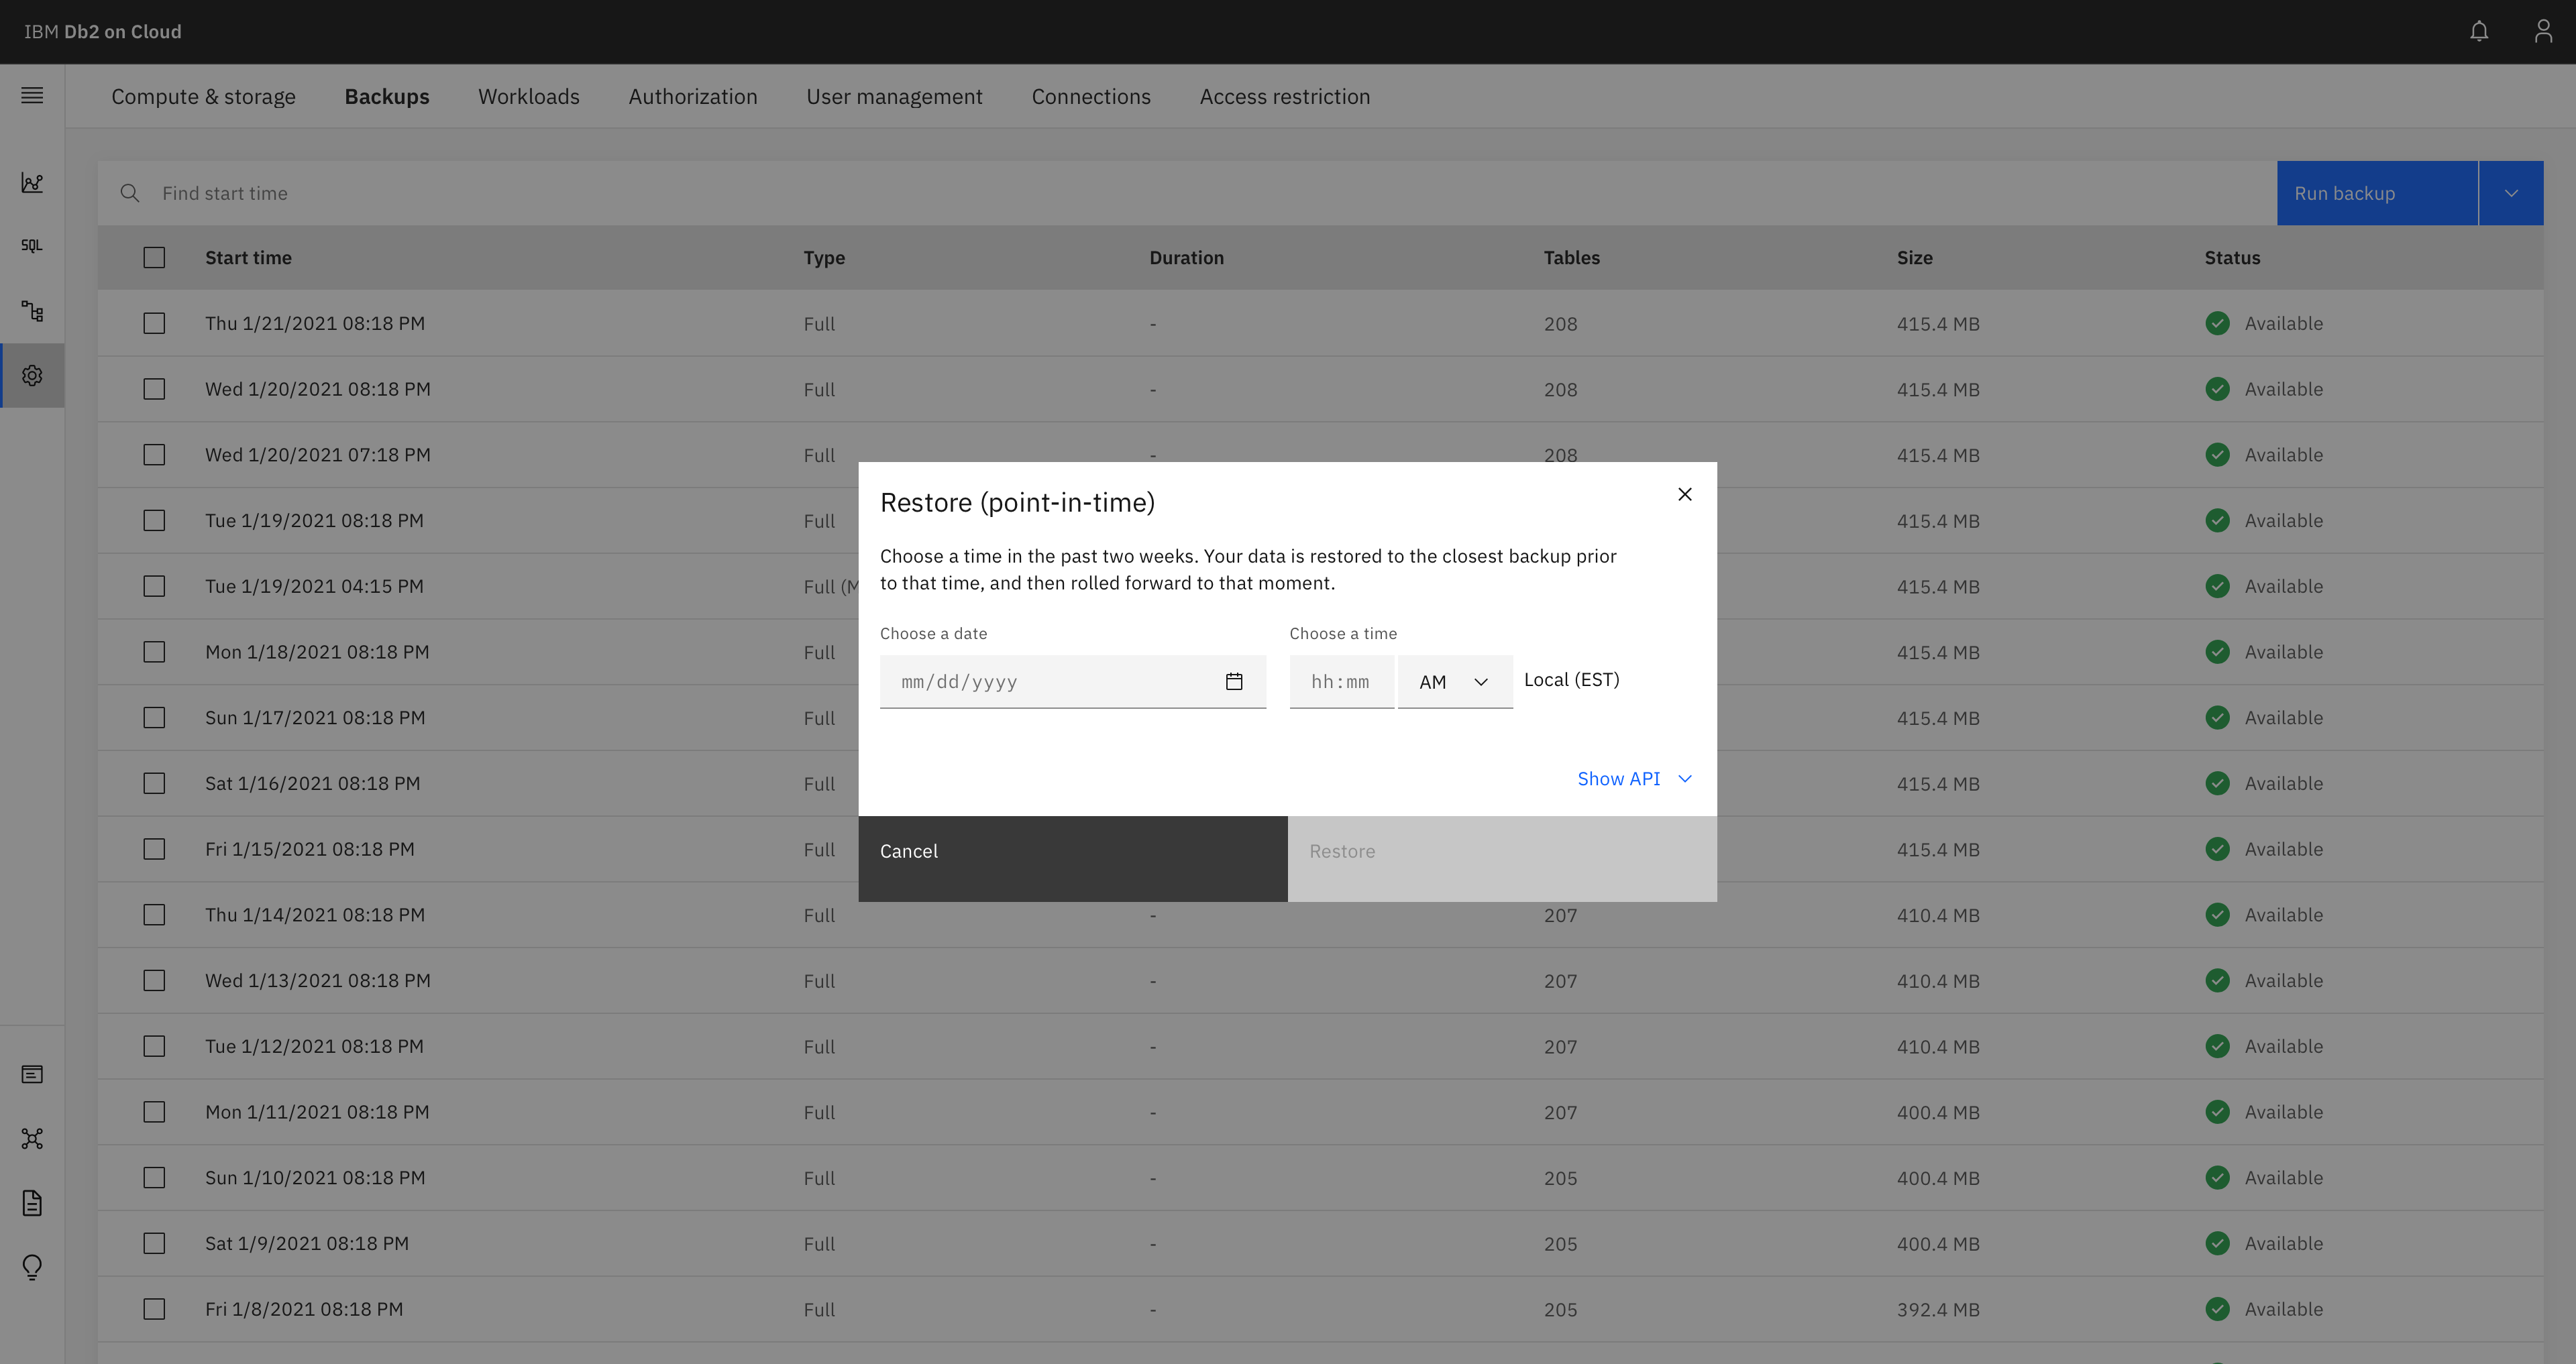 IBM Db2 on Cloud
Compute & storage Backups Workloads Authorization User management Connections Access restriction
Find start time Run backup
SQL
Start time Type Duration Tables Size Status
Thu 1/21/2021 08:18 PM Full - 208 415.4 MB Available
Wed 1/20/2021 08:18 PM Full - 208 415.4 MB Available
Wed 1/20/2021 07:18 PM Full - 208 415.4 MB Available
Tue 1/19/2021 08:18 PM Full 415.4 MB Available
Tue 1/19/2021 04:15 PM Full (M 415.4 MB Available
Mon 1/18/2021 08:18 PM Full 415.4 MB Available
Sun 1/17/2021 08:18 PM Full 415.4 MB Available
Sat 1/16/2021 08:18 PM Full 415.4 MB Available
Fri 1/15/2021 08:18 PM Full 415.4 MB Available
Thu 1/14/2021 08:18 PM Full - 207 410.4 MB Available
Wed 1/13/2021 08:18 PM Full - 207 410.4 MB Available
Tue 1/12/2021 08:18 PM Full - 207 410.4 MB Available
Mon 1/11/2021 08:18 PM Full - 207 400.4 MB Available
Sun 1/10/2021 08:18 PM Full - 205 400.4 MB Available
Sat 1/9/2021 08:18 PM Full - 205 400.4 MB Available
Fri 1/8/2021 08:18 PM Full - 205 392.4 MB Available
Restore (point-in-time)
Choose a time in the past two weeks. Your data is restored to the closest backup prior
to that time, and then rolled forward to that moment.
Choose a date Choose a time
mm/dd/yyyy hh:mm AM Local (EST)
Show API
Cancel Restore